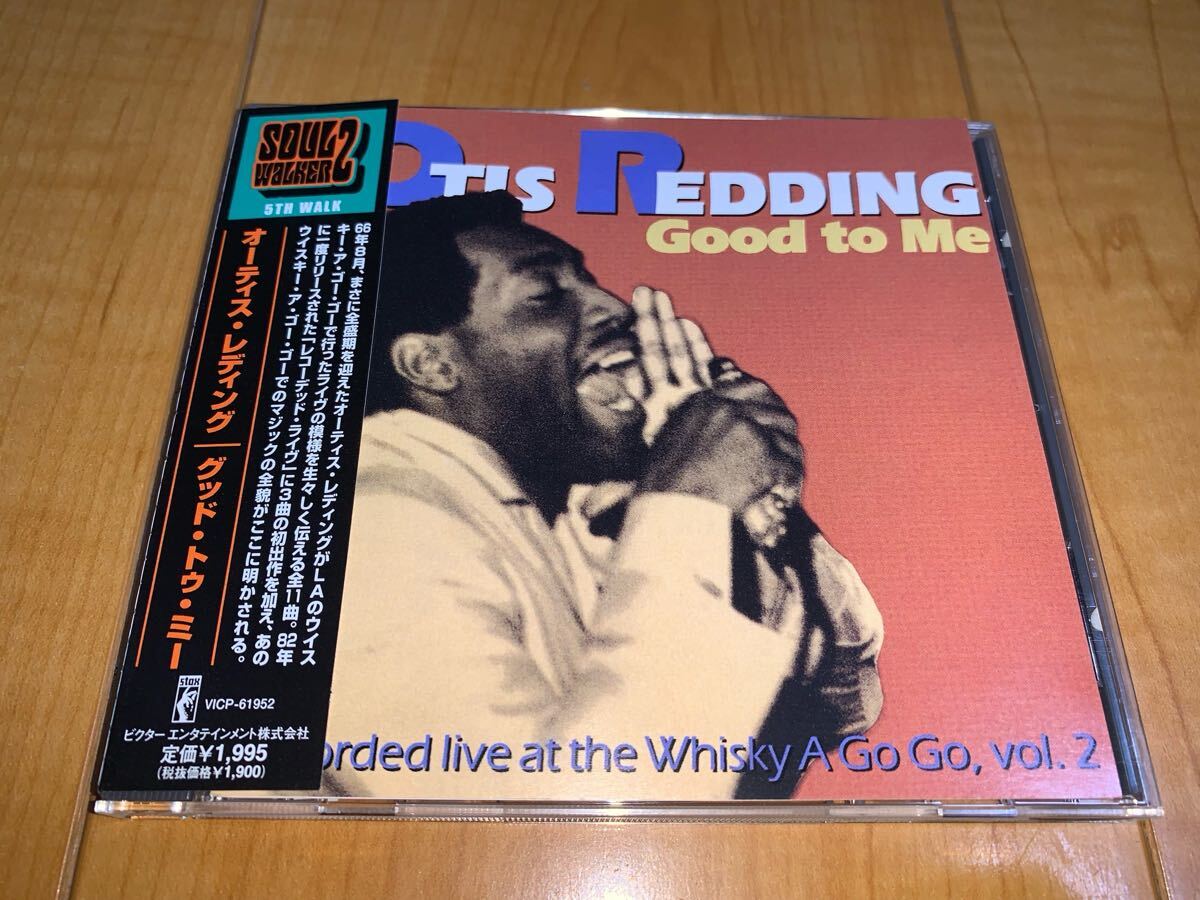 SOUL
WALKER 2
5TH WALK
オーティス・レディング│グッド・トゥ・ミー
66年8月、まさに全盛期を迎えたオーティス・レディングがLAのウイス
キー・ア・ゴー・ゴーで行ったライヴの模様を生々しく伝える全11曲。82年
に一度リリースされた「レコーデッド・ライヴ」に3曲の初出作を加え、あの
ウイスキー・ア・ゴー・ゴーでのマジックの全貌がここに明かされる。
stax
VICP-61952
ビクター エンタテインメント株式会社
定価¥1,995
(税抜価格¥1,900)
OTIS REDDING
Good to Me
orded live at the Whisky A Go Go, vol. 2